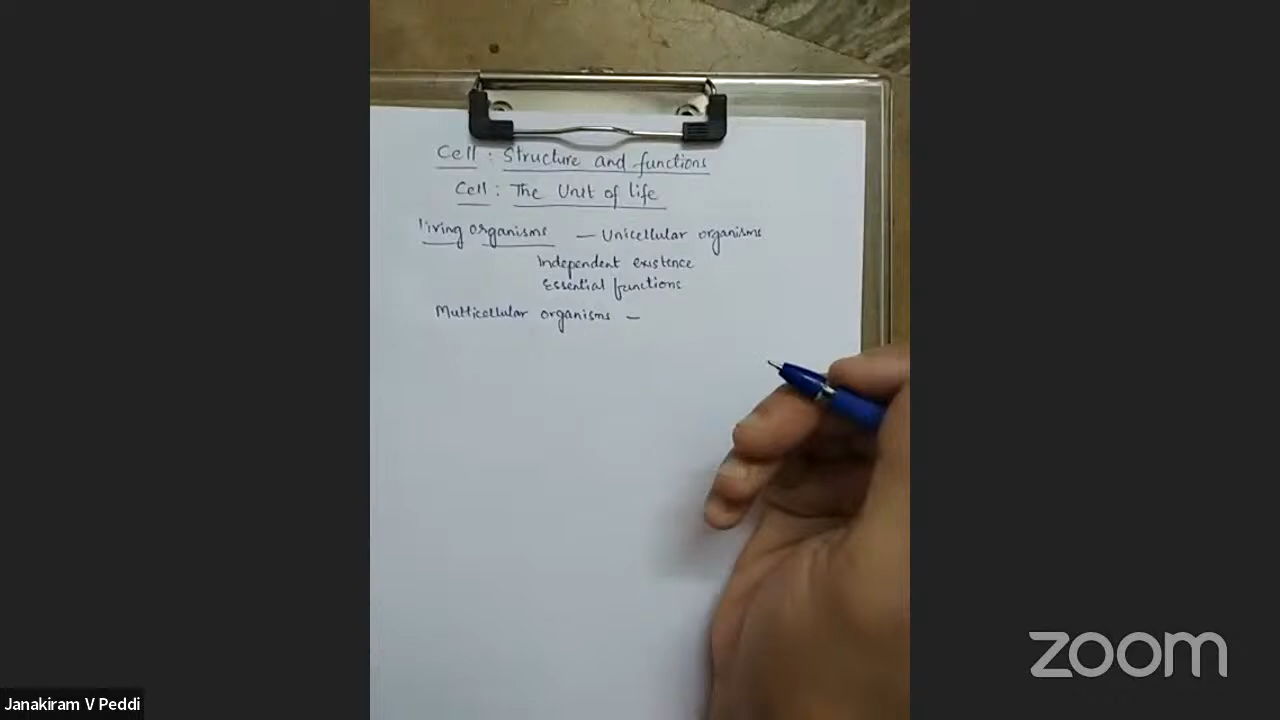 Cell : Structure and functions
Cell : The Unit of life
living organisms — Unicellular organisms
Independent existence
Essential functions
Multicellular organisms —
zoom
Janakiram V Peddi